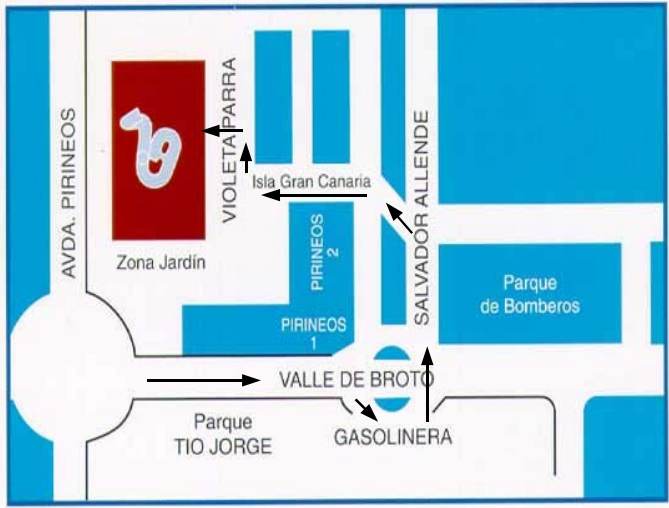 AVDA. PIRINEOS
VIOLETA PARRA
Isla Gran Canaria
SALVADOR ALLENDE
Zona Jardín
PIRINEOS
2
PIRINEOS
1
Parque
de Bomberos
VALLE DE BROTO
Parque
TIO JORGE
GASOLINERA